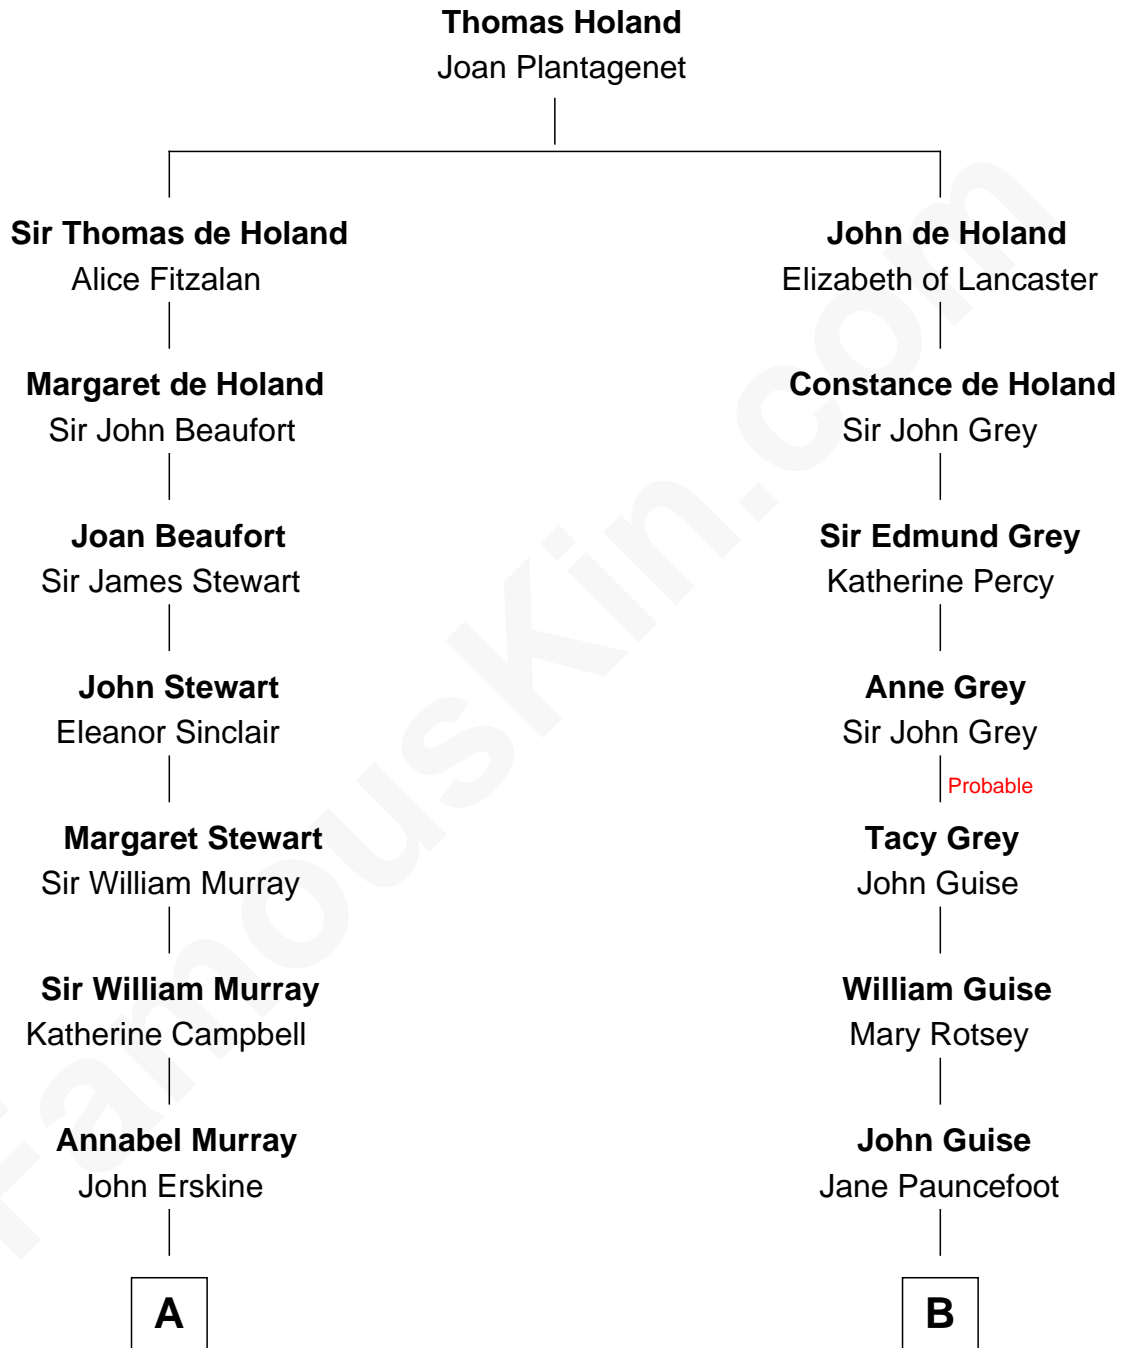 Thomas Holand
Joan Plantagenet
Sir Thomas de Holand
Alice Fitzalan
Margaret de Holand
Sir John Beaufort
Joan Beaufort
Sir James Stewart
John Stewart
Eleanor Sinclair
Margaret Stewart
Sir William Murray
Sir William Murray
Katherine Campbell
Annabel Murray
John Erskine
A
John de Holand
Elizabeth of Lancaster
Constance de Holand
Sir John Grey
Sir Edmund Grey
Katherine Percy
Anne Grey
Sir John Grey
Probable
Tacy Grey
John Guise
William Guise
Mary Rotsey
John Guise
Jane Pauncefoot
B
FamousKin.com